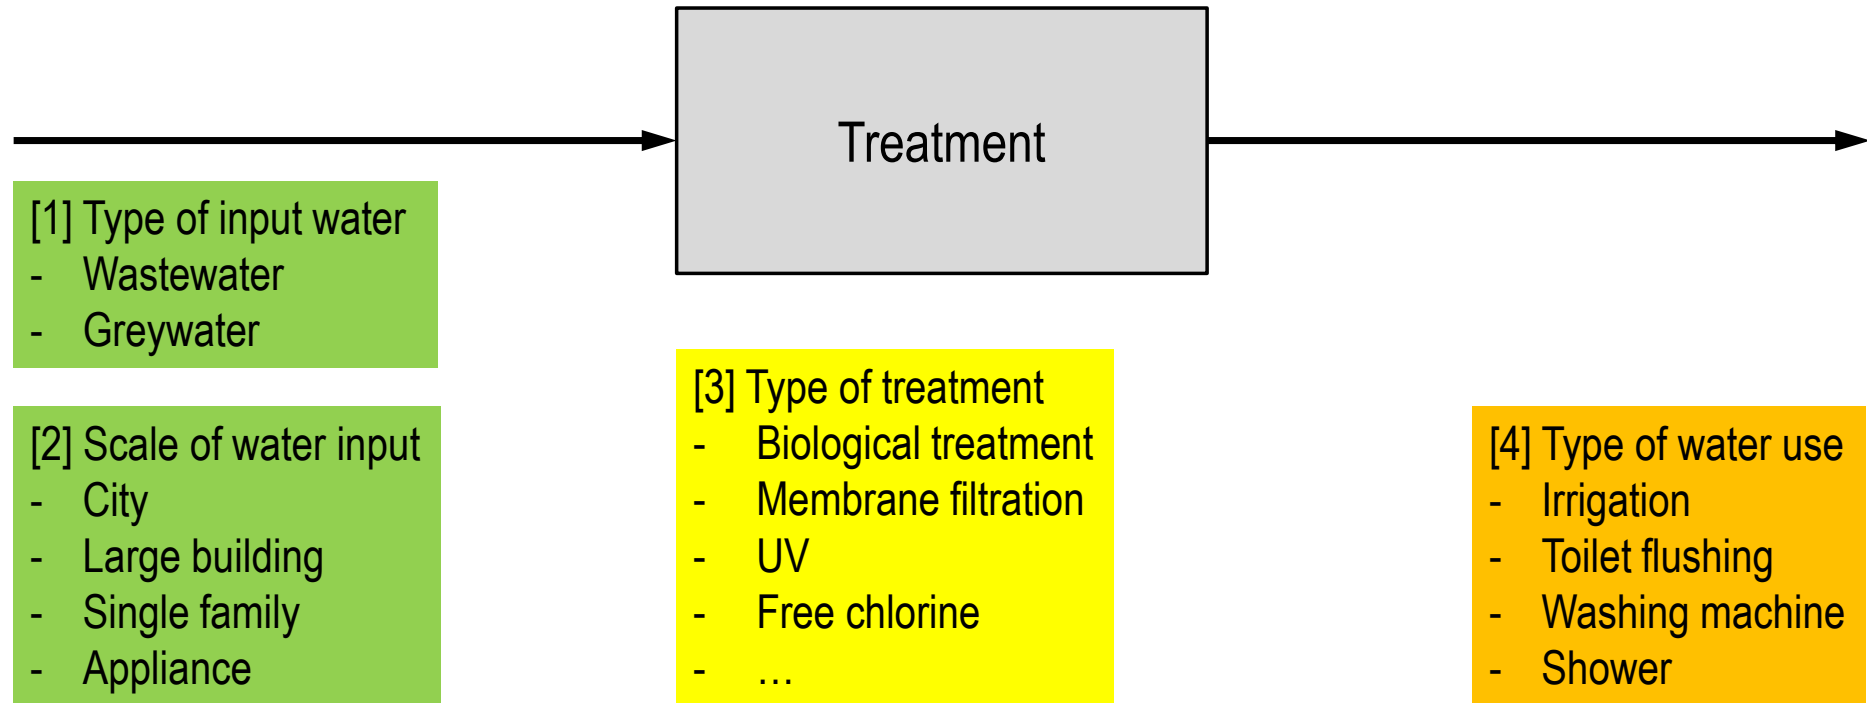 Treatment
[1] Type of input water
- Wastewater
- Greywater
[2] Scale of water input
- City
- Large building
- Single family
- Appliance
[3] Type of treatment
- Biological treatment
- Membrane filtration
- UV
- Free chlorine
- …
[4] Type of water use
- Irrigation
- Toilet flushing
- Washing machine
- Shower